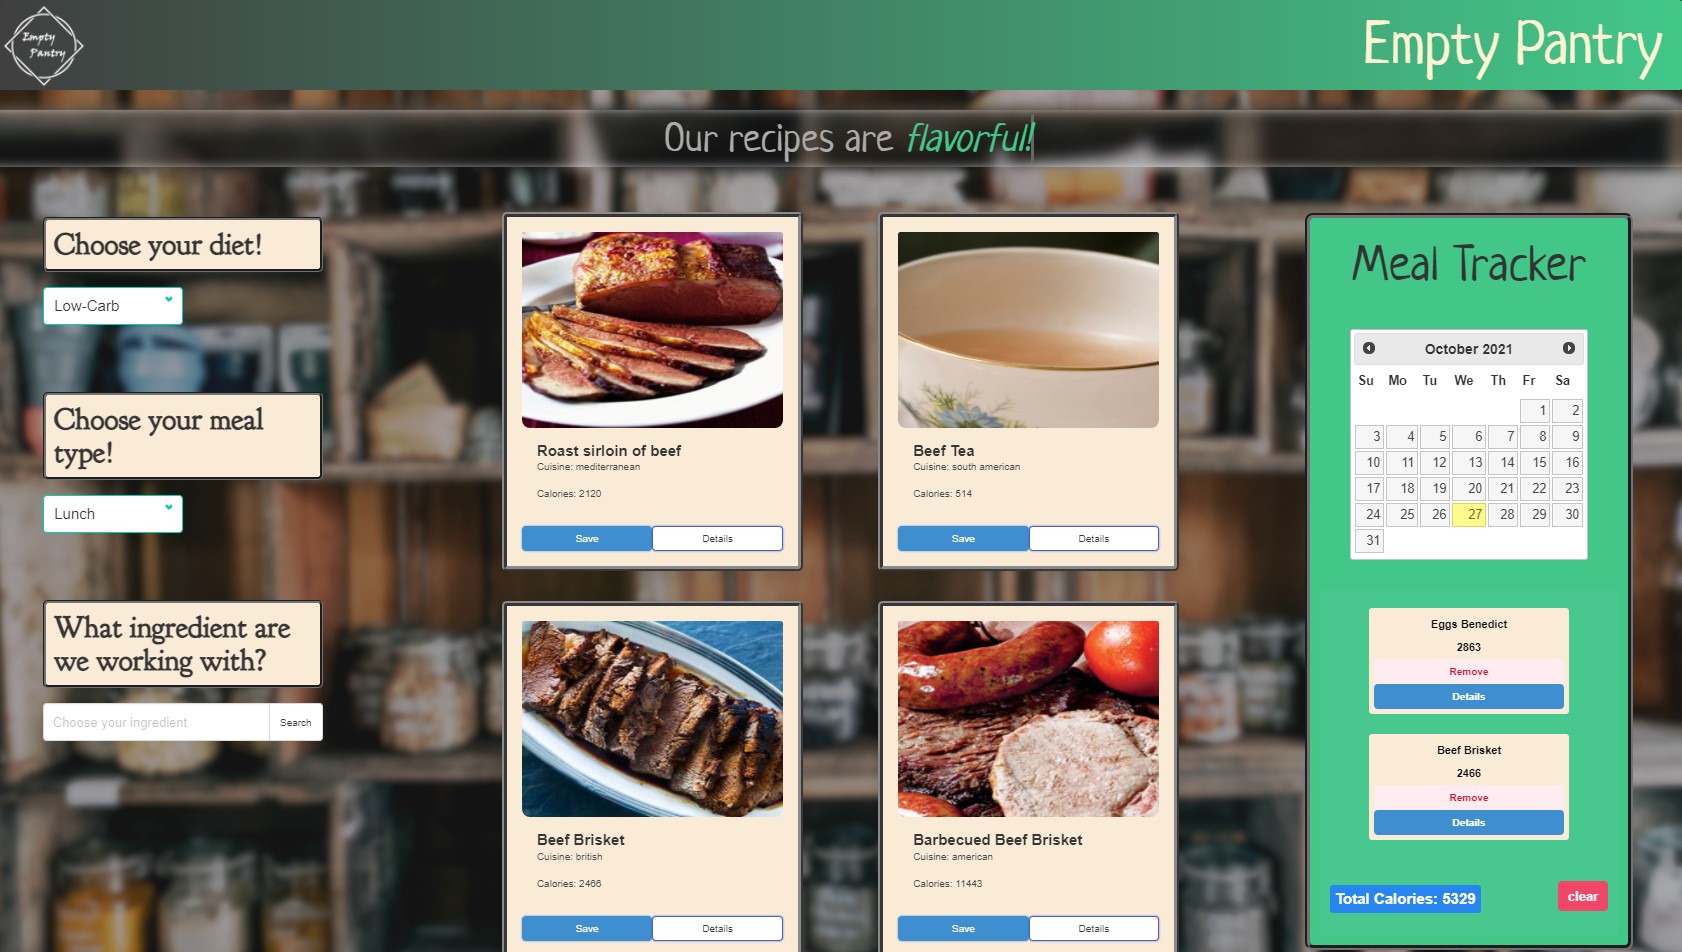 Empty
Pantry
Empty Pantry
Our recipes are flavorful!
Choose your diet!
Low-Carb
Choose your meal
type!
Lunch
What ingredient are
we working with?
Choose your ingredient
Search
Roast sirloin of beef
Cuisine: mediterranean
Calories: 2120
Save
Details
Beef Tea
Cuisine: south american
Calories: 514
Save
Details
Beef Brisket
Cuisine: british
Calories: 2466
Save
Details
Barbecued Beef Brisket
Cuisine: american
Calories: 11443
Save
Details
Meal Tracker
October 2021
Su Mo Tu We Th Fr Sa
1 2
3 4 5 6 7 8 9
10 11 12 13 14 15 16
17 18 19 20 21 22 23
24 25 26 27 28 29 30
31
Eggs Benedict
2863
Remove
Details
Beef Brisket
2466
Remove
Details
Total Calories: 5329
clear